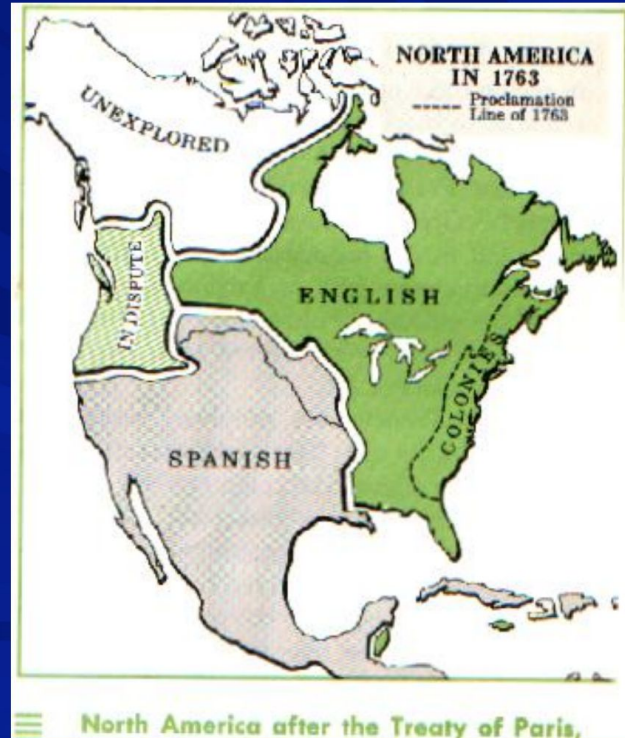 NORTH AMERICA
IN 1763
----- Proclamation
Line of 1763
UNEXPLORED
IN DISPUTE
ENGLISH
COLONIES
SPANISH
North America after the Treaty of Paris,